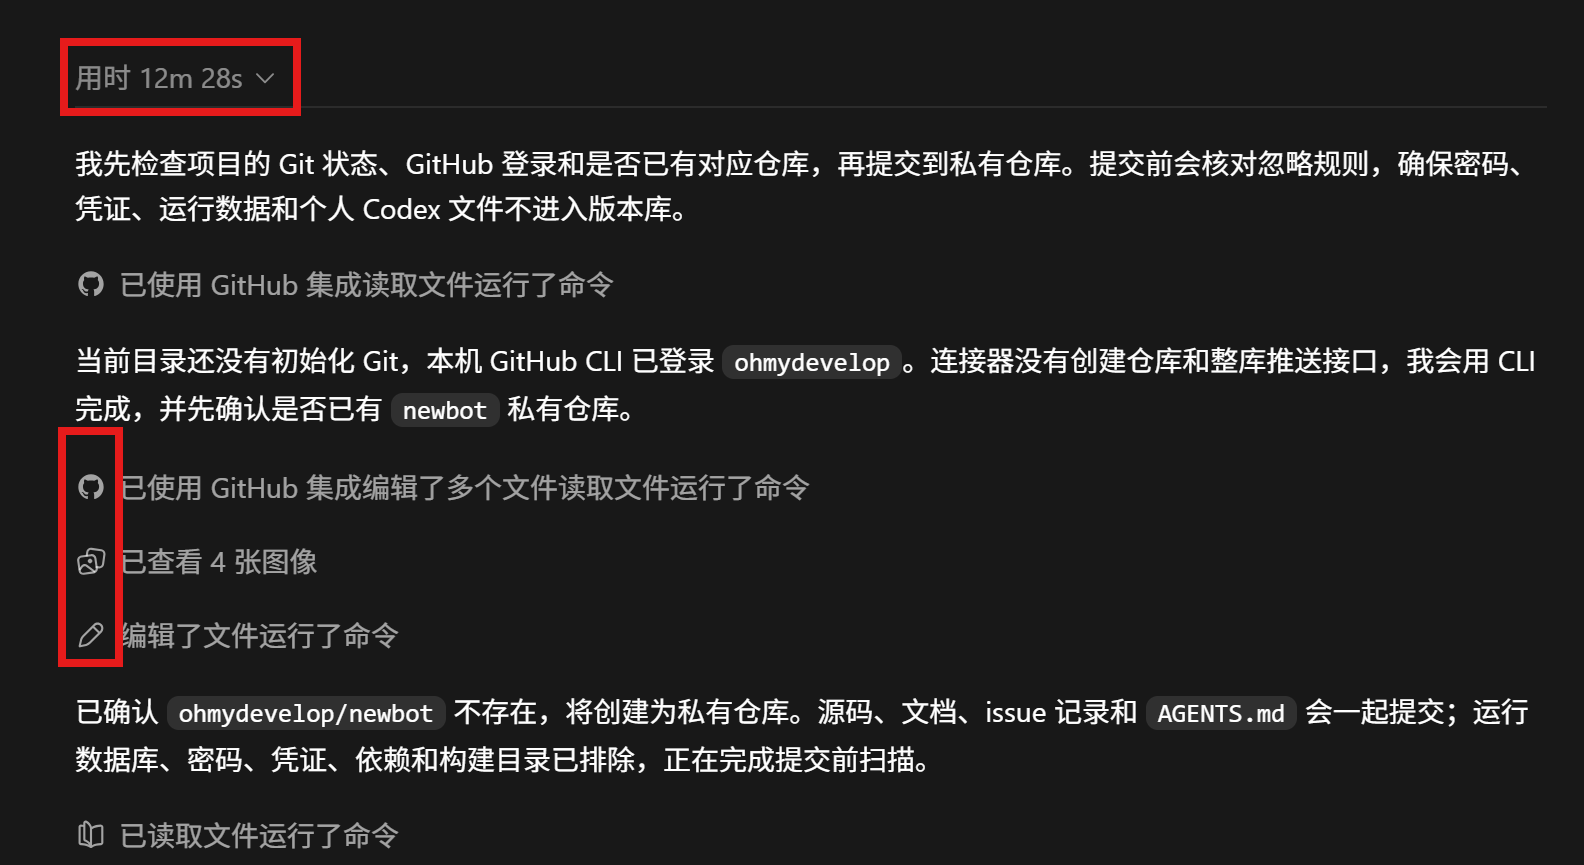 用时 12m 28s
我先检查项目的 Git 状态、GitHub 登录和是否已有对应仓库，再提交到私有仓库。提交前会核对忽略规则，确保密码、
凭证、运行数据和个人 Codex 文件不进入版本库。
已使用 GitHub 集成读取文件运行了命令
当前目录还没有初始化 Git，本机 GitHub CLI 已登录 ohmydevelop。连接器没有创建仓库和整库推送接口，我会用 CLI
完成，并先确认是否已有 newbot 私有仓库。
已使用 GitHub 集成编辑了多个文件读取文件运行了命令
已查看 4 张图像
编辑了文件运行了命令
已确认 ohmydevelop/newbot 不存在，将创建为私有仓库。源码、文档、issue 记录和 AGENTS.md 会一起提交；运行
数据库、密码、凭证、依赖和构建目录已排除，正在完成提交前扫描。
已读取文件运行了命令